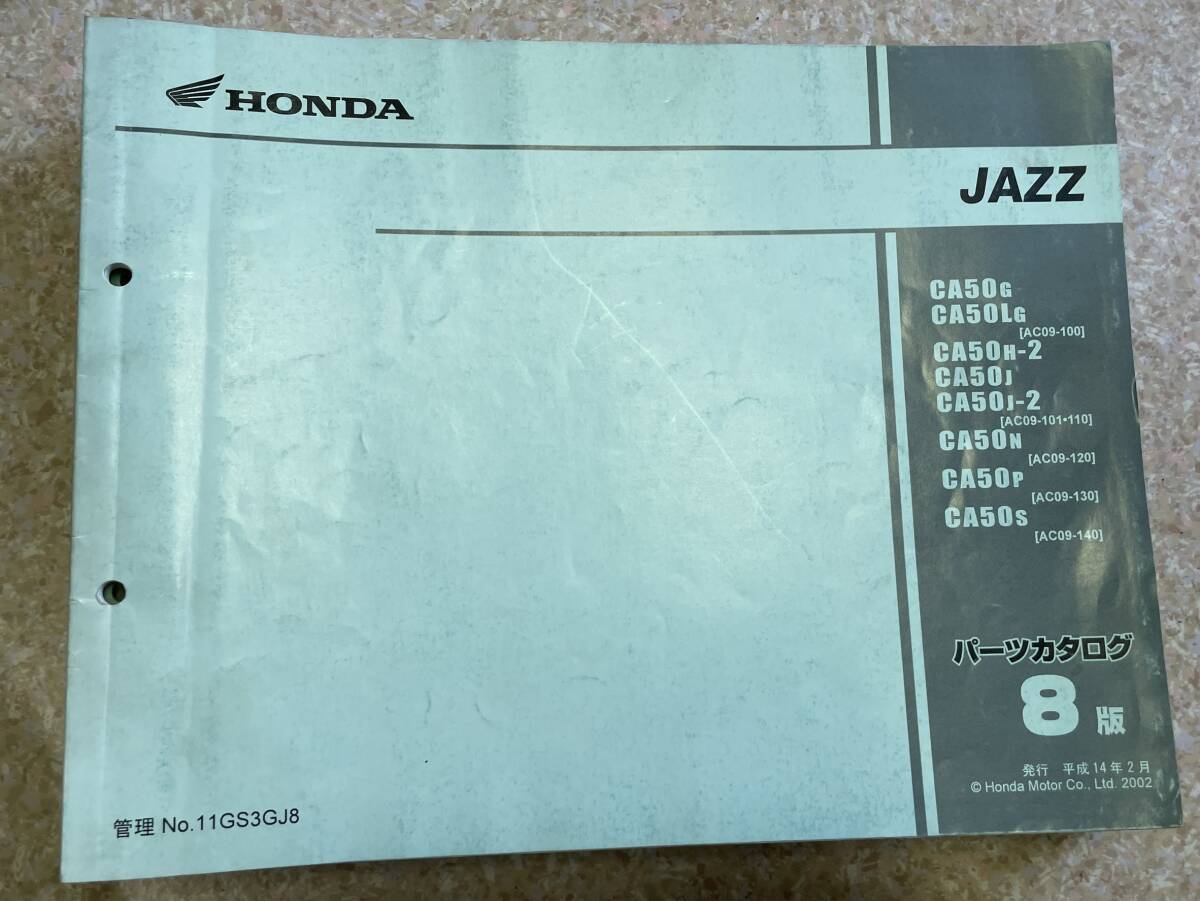 HONDA
JAZZ
CA50G
CA50LG
[AC09-100]
CA50H-2
CA50J
CA50J-2
[AC09-101•110]
CA50N
[AC09-120]
CA50P
[AC09-130]
CA50S
[AC09-140]
パーツカタログ
8版
発行 平成14年2月
© Honda Motor Co., Ltd. 2002
管理 No.11GS3GJ8